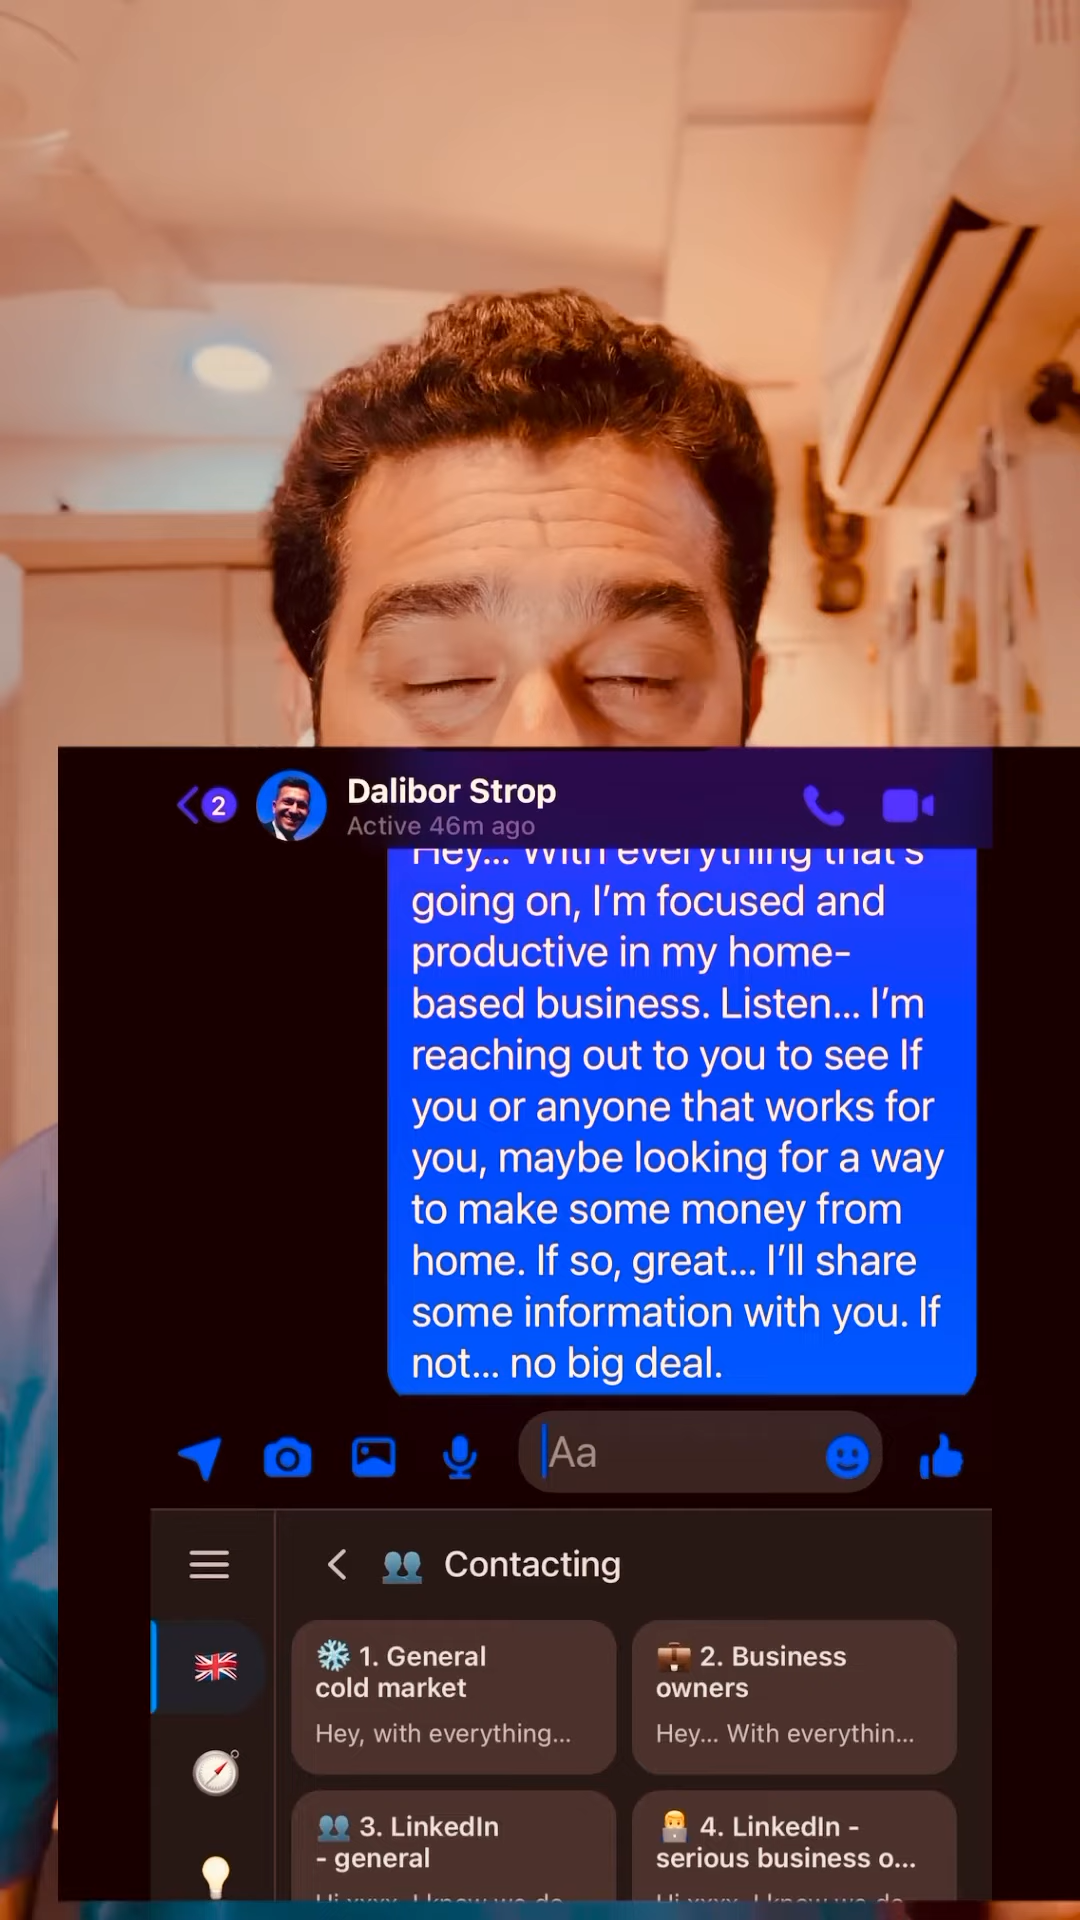 2
Dalibor Strop
Active 46m ago
Hey... With everything that's
going on, I'm focused and
productive in my home-
based business. Listen... I'm
reaching out to you to see If
you or anyone that works for
you, maybe looking for a way
to make some money from
home. If so, great... I'll share
some information with you. If
not... no big deal.
Aa
Contacting
1. General
cold market
Hey, with everything...
2. Business
owners
Hey... With everythin...
3. LinkedIn
- general
4. LinkedIn -
serious business o...